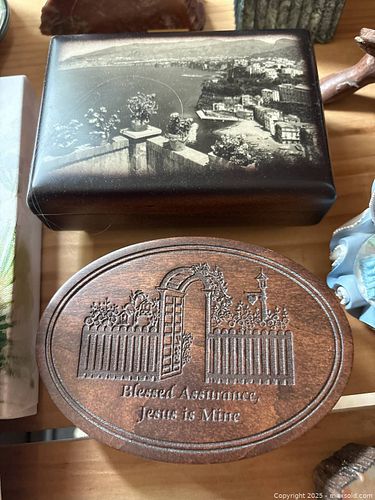 Blessed Assurance,
Jesus is Mine
Copyright 2025 - maxsold.com